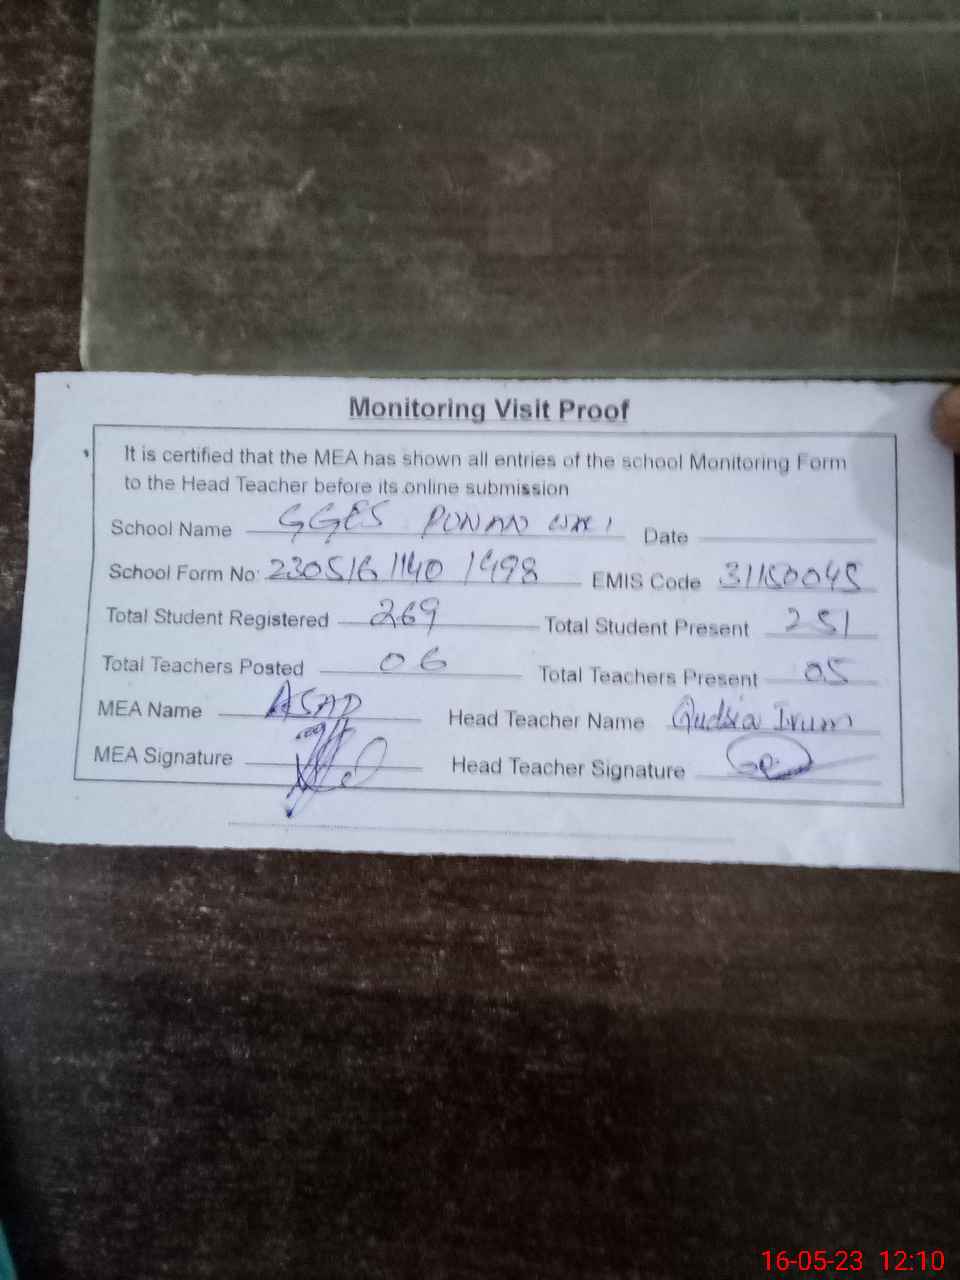 Monitoring Visit Proof
It is certified that the MEA has shown all entries of the school Monitoring Form
to the Head Teacher before its online submission
School Name GGES PUNAN Date
School Form No: 230516 1140 1498 EMIS Code 31150045
Total Student Registered 269 Total Student Present 251
Total Teachers Posted 06 Total Teachers Present 05
MEA Name ASAD Head Teacher Name Qudsia Irum
MEA Signature Head Teacher Signature
16-05-23 12:10